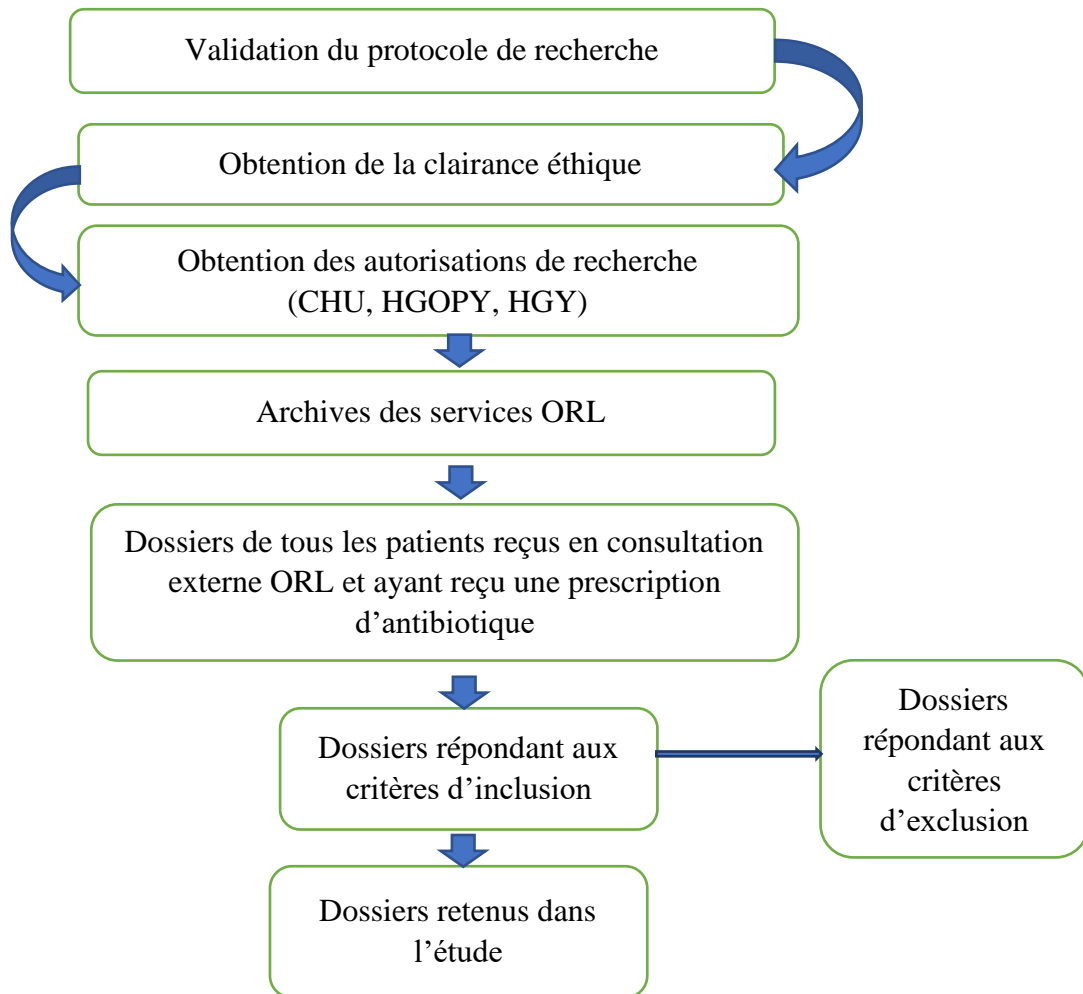 Validation du protocole de recherche
Obtention de la clairance éthique
Obtention des autorisations de recherche
(CHU, HGOPY, HGY)
Archives des services ORL
Dossiers de tous les patients reçus en consultation
externe ORL et ayant reçu une prescription
d’antibiotique
Dossiers répondant aux
critères d’inclusion
Dossiers
répondant aux
critères
d’exclusion
Dossiers retenus dans
l’étude